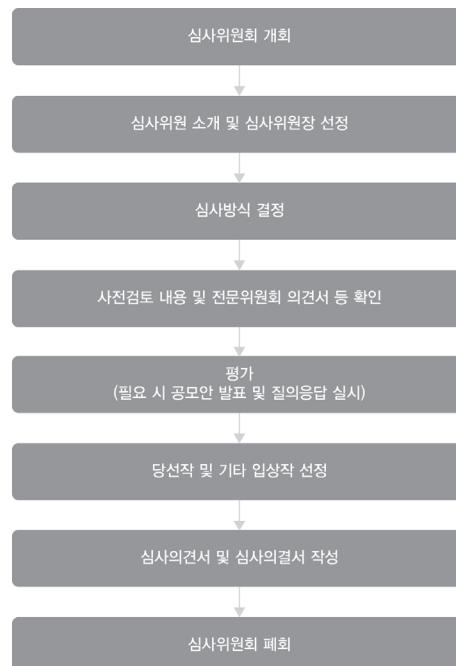 심사위원회 개회
심사위원 소개 및 심사위원장 선정
심사방식 결정
사전검토 내용 및 전문위원회 의견서 등 확인
평가
(필요 시 공모안 발표 및 질의응답 실시)
당선작 및 기타 입상작 선정
심사의견서 및 심사의결서 작성
심사위원회 폐회